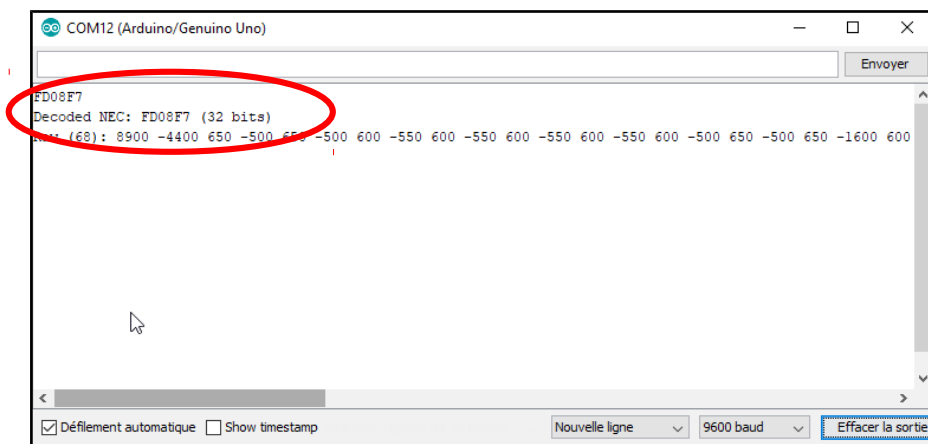 COM12 (Arduino/Genuino Uno)
Envoyer
FD08F7
Decoded NEC: FD08F7 (32 bits)
(68): 8900 -4400 650 -500 650 -500 600 -550 600 -550 600 -550 600 -550 600 -500 650 -500 650 -1600 600
Défilement automatique Show timestamp Nouvelle ligne 9600 baud Effacer la sortie